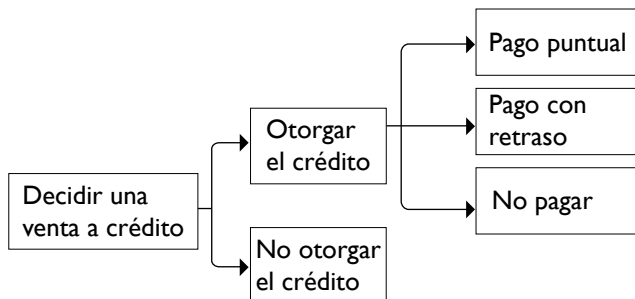 Decidir una
venta a crédito
Otorgar
el crédito
No otorgar
el crédito
Pago puntual
Pago con
retraso
No pagar